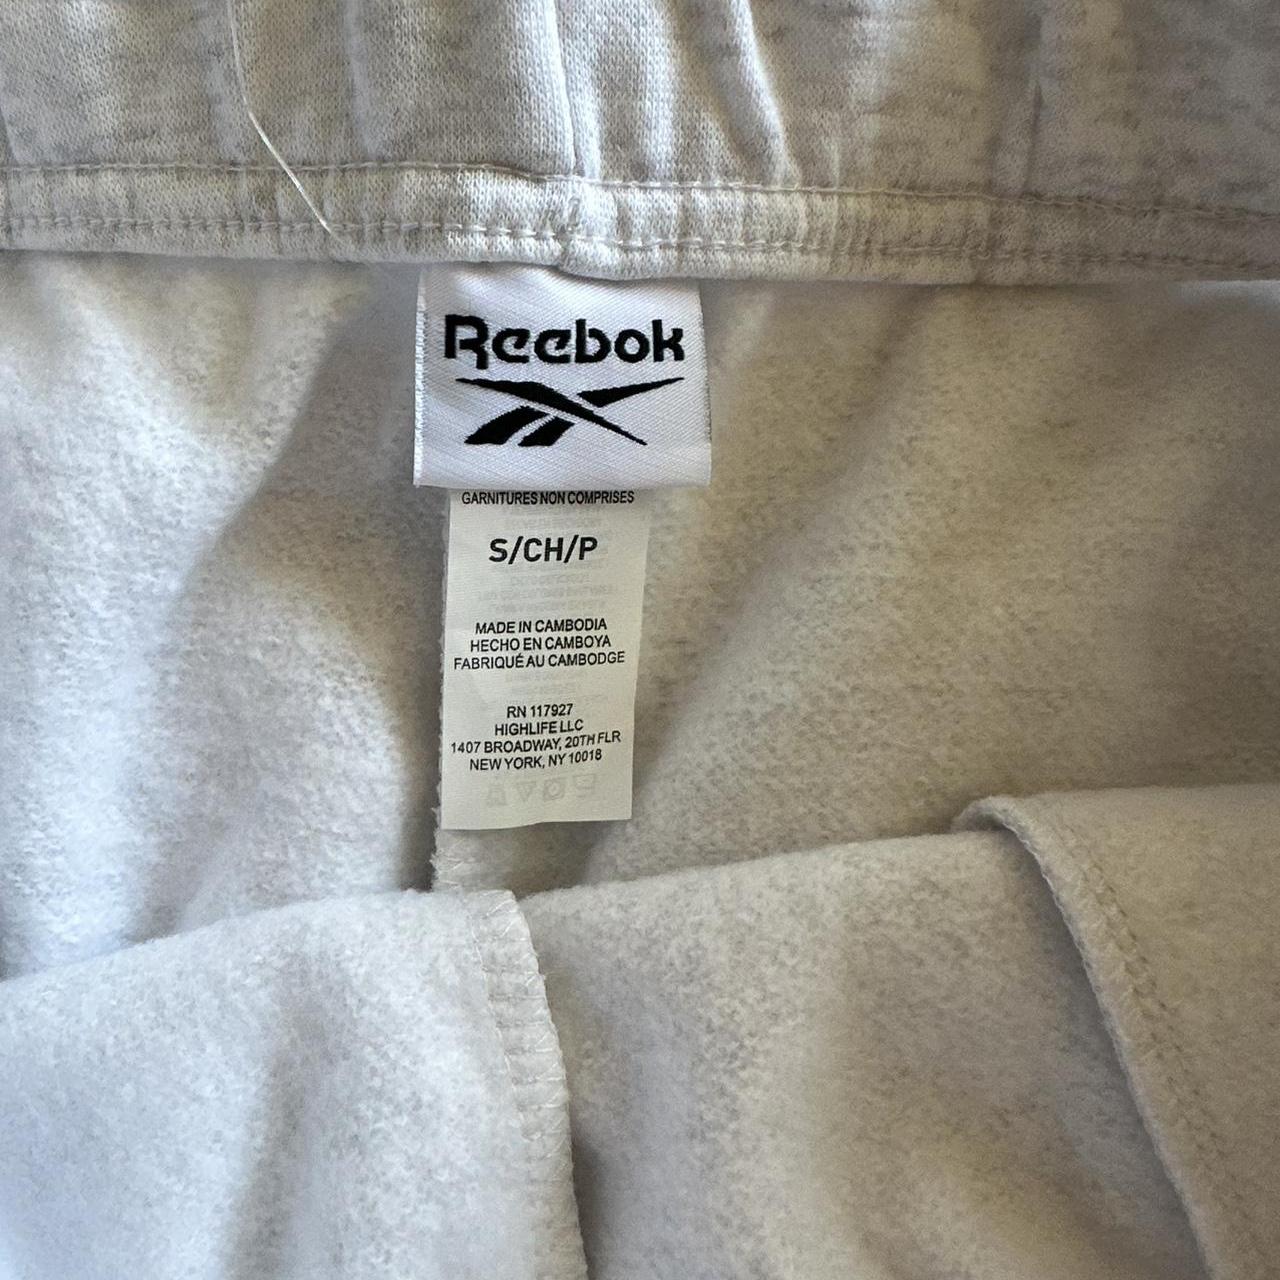 Reebok
GARNITURES NON COMPRISES
S/CH/P
MADE IN CAMBODIA
HECHO EN CAMBOYA
FABRIQUÉ AU CAMBODGE
RN 117927
HIGHLIFE LLC
1407 BROADWAY, 20TH FLR
NEW YORK, NY 10018